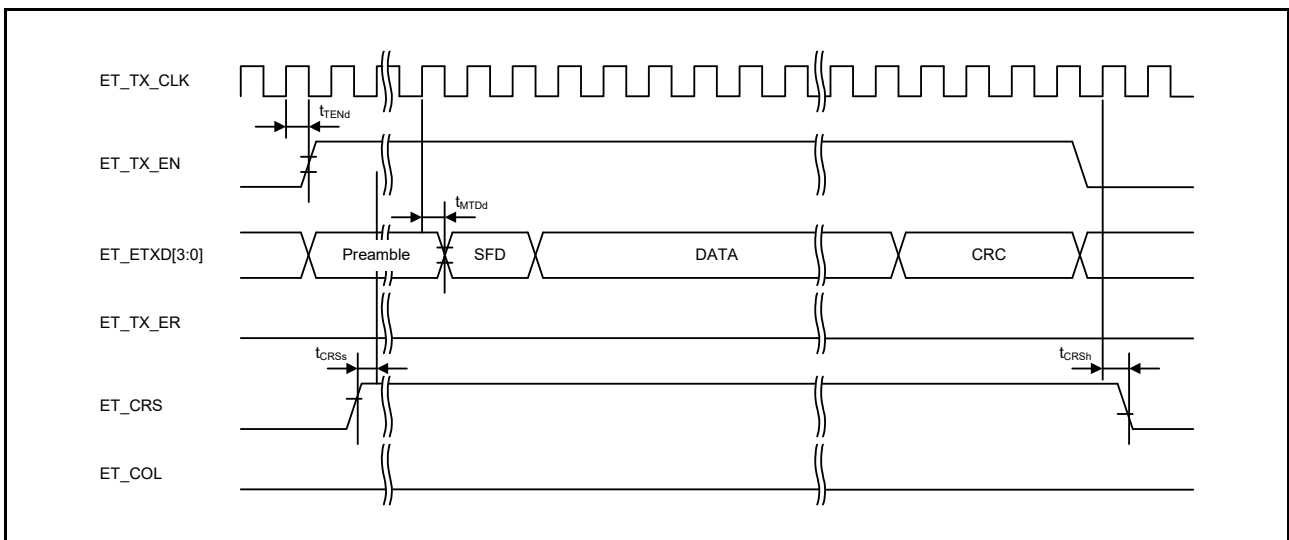 ET_TX_CLK
tTENd
ET_TX_EN
tMTDd
ET_ETXD[3:0] Preamble SFD DATA CRC
ET_TX_ER
tCRSs tCRSh
ET_CRS
ET_COL